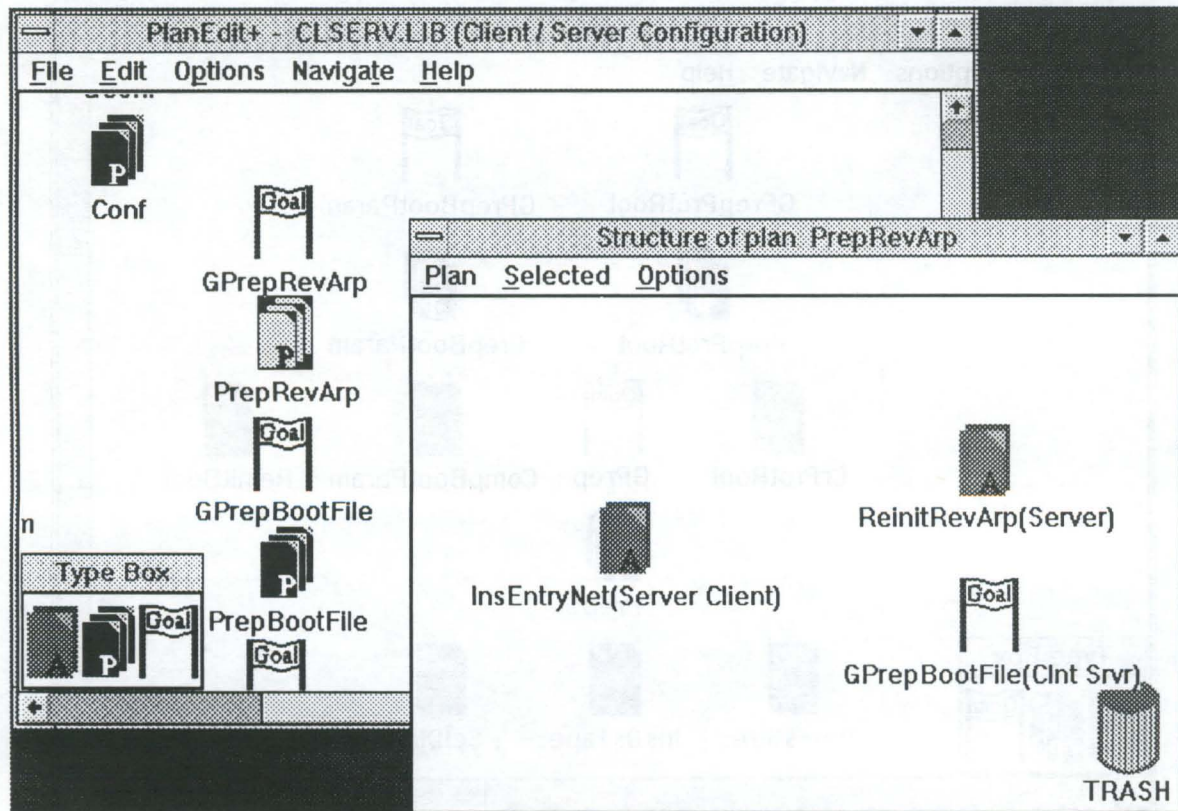 PlanEdit+ - CLSERV.LIB (Client / Server Configuration)
File Edit Options Navigate Help
P
Conf
Goal
GPrepRevArp
P
PrepRevArp
Goal
GPrepBootFile
P
PrepBootFile
Goal
m
Type Box
A P Goal
Structure of plan PrepRevArp
Plan Selected Options
A
ReinitRevArp(Server)
A
InsEntryNet(Server Client)
Goal
GPrepBootFile(Clnt Srvr)
TRASH